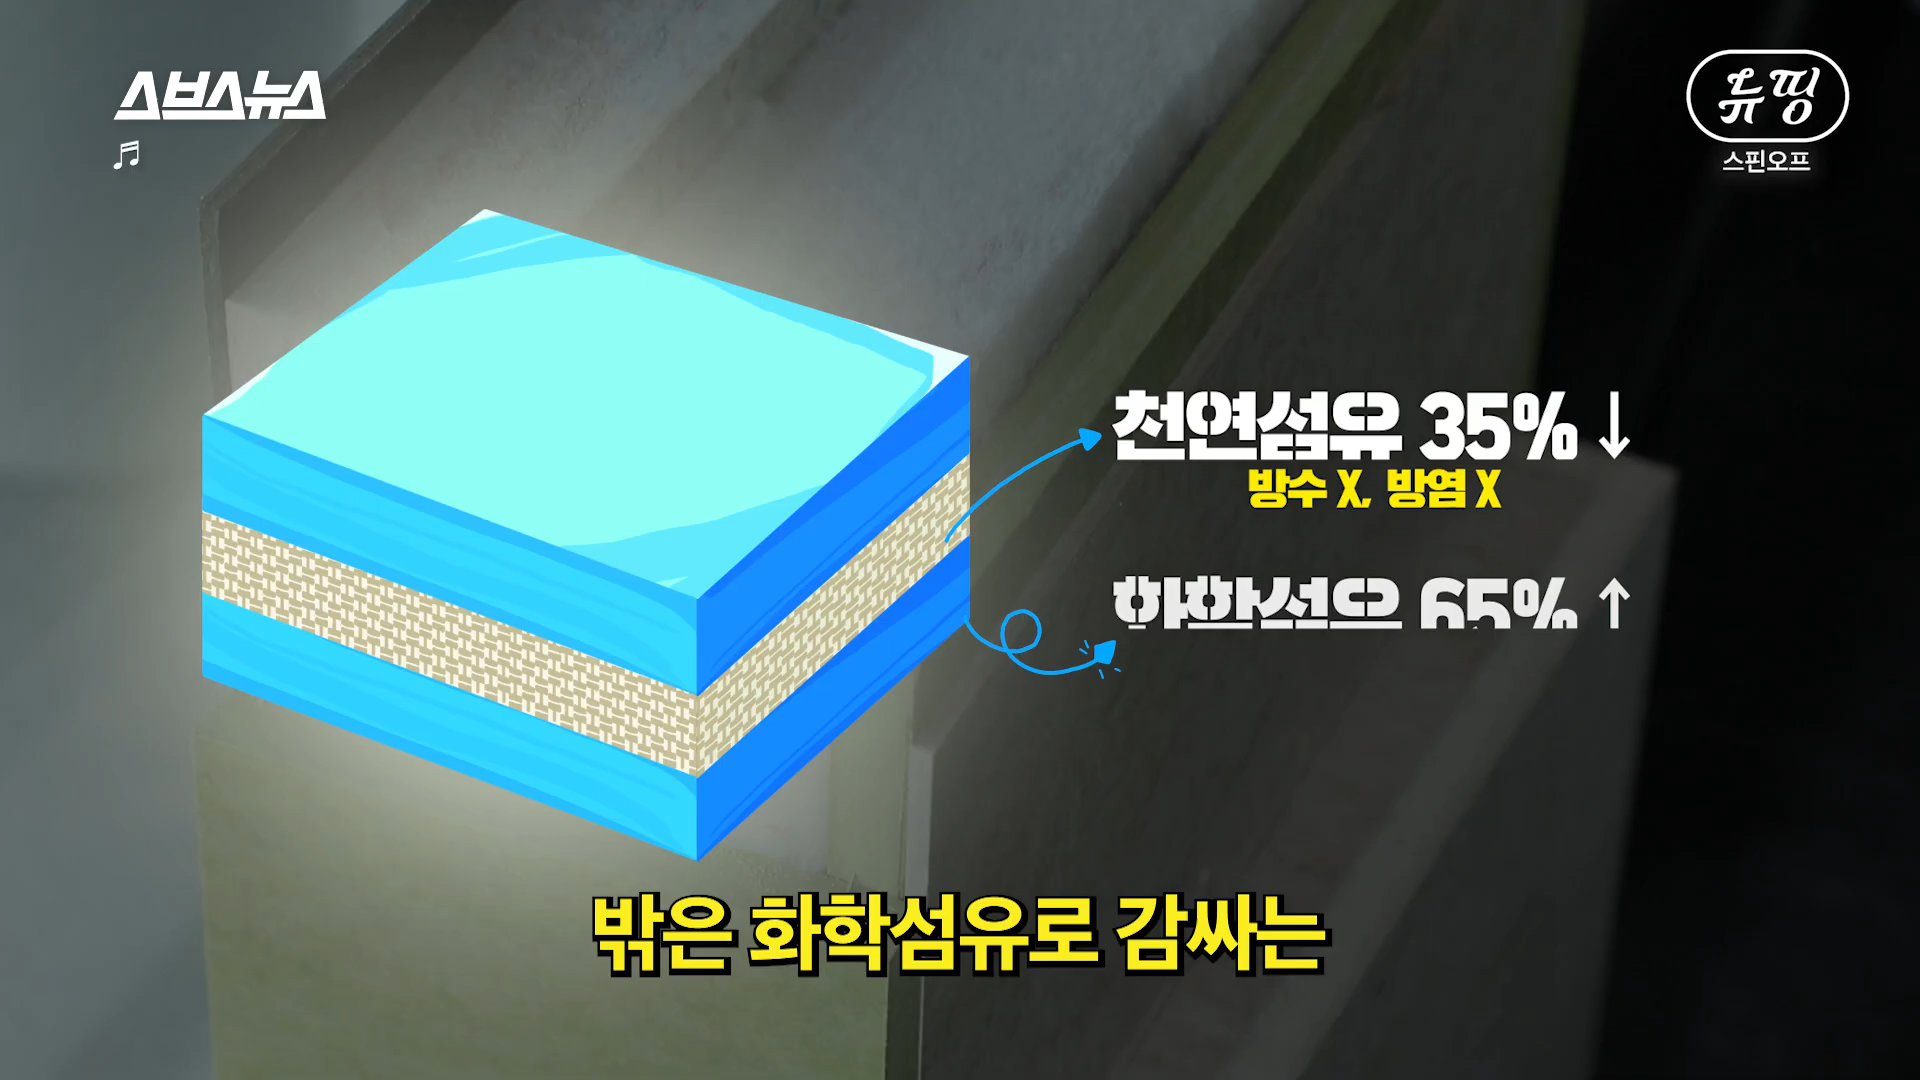 스브스뉴스
뉴띵
스핀오프
천연섬유 35%↓
방수 X, 방염 X
화학섬유 65%↑
밖은 화학섬유로 감싸는